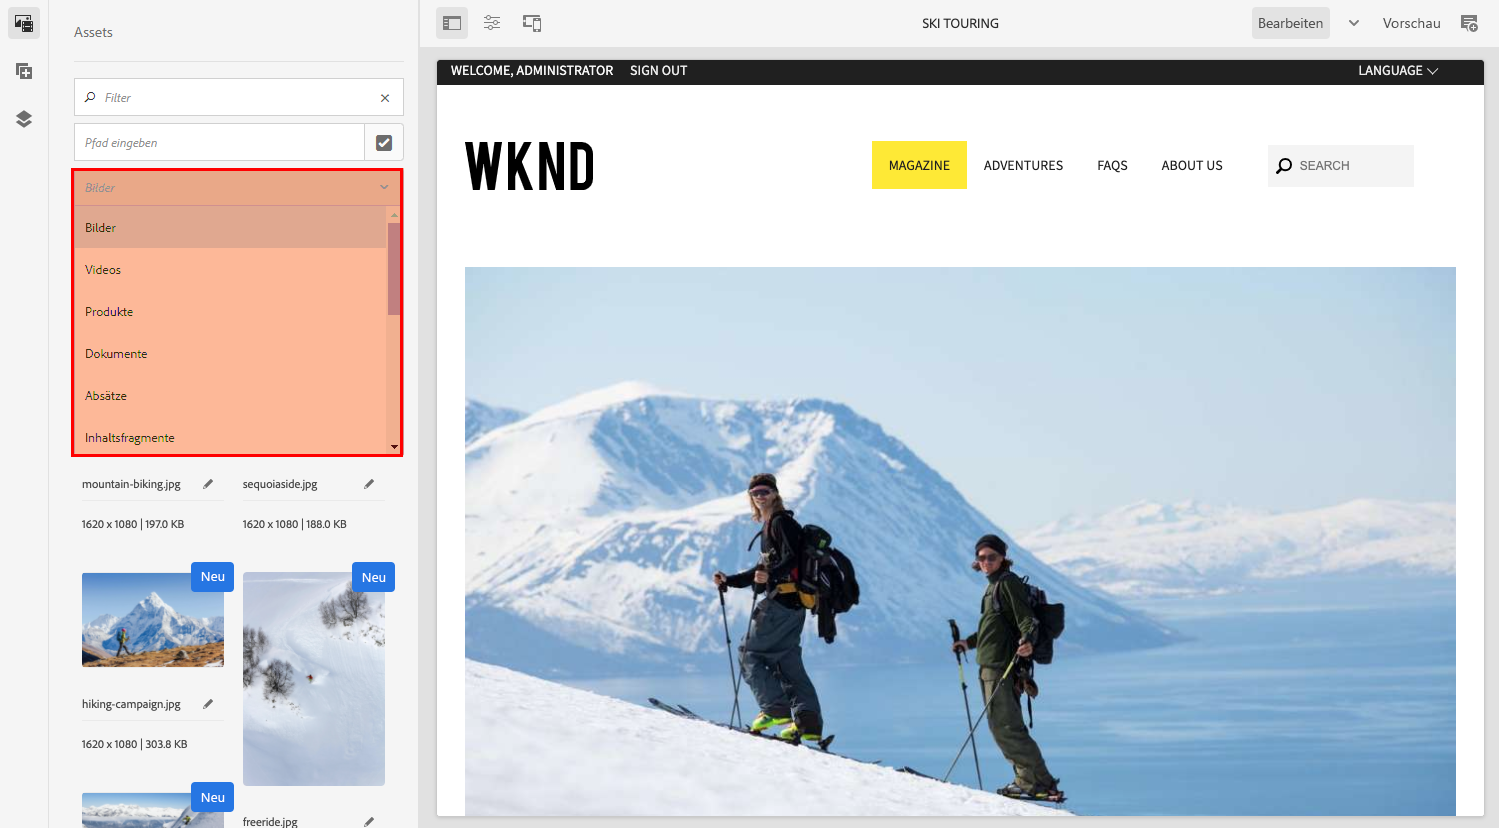 Assets
Filter
Pfad eingeben
Bilder
Bilder
Videos
Produkte
Dokumente
Absätze
Inhaltsfragmente
mountain-biking.jpg
sequoiaside.jpg
1620 x 1080 | 197.0 KB
1620 x 1080 | 188.0 KB
Neu
Neu
hiking-campaign.jpg
1620 x 1080 | 303.8 KB
Neu
freeride.jpg
SKI TOURING
Bearbeiten
Vorschau
WELCOME, ADMINISTRATOR SIGN OUT
LANGUAGE
WKND
MAGAZINE ADVENTURES FAQS ABOUT US
SEARCH